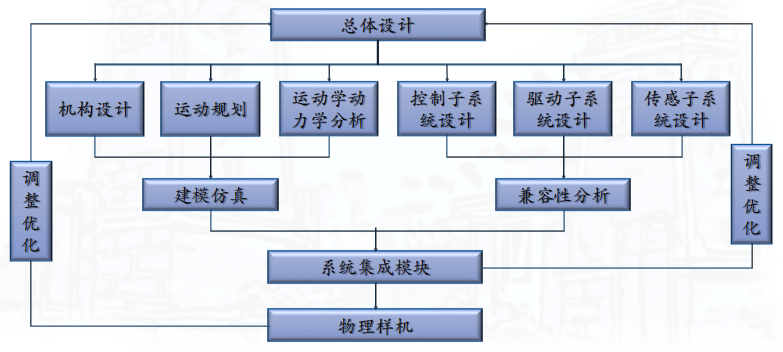 总体设计
机构设计
运动规划
运动学动
力学分析
控制子系
统设计
驱动子系
统设计
传感子系
统设计
调
整
优
化
建模仿真
兼容性分析
调
整
优
化
系统集成模块
物理样机